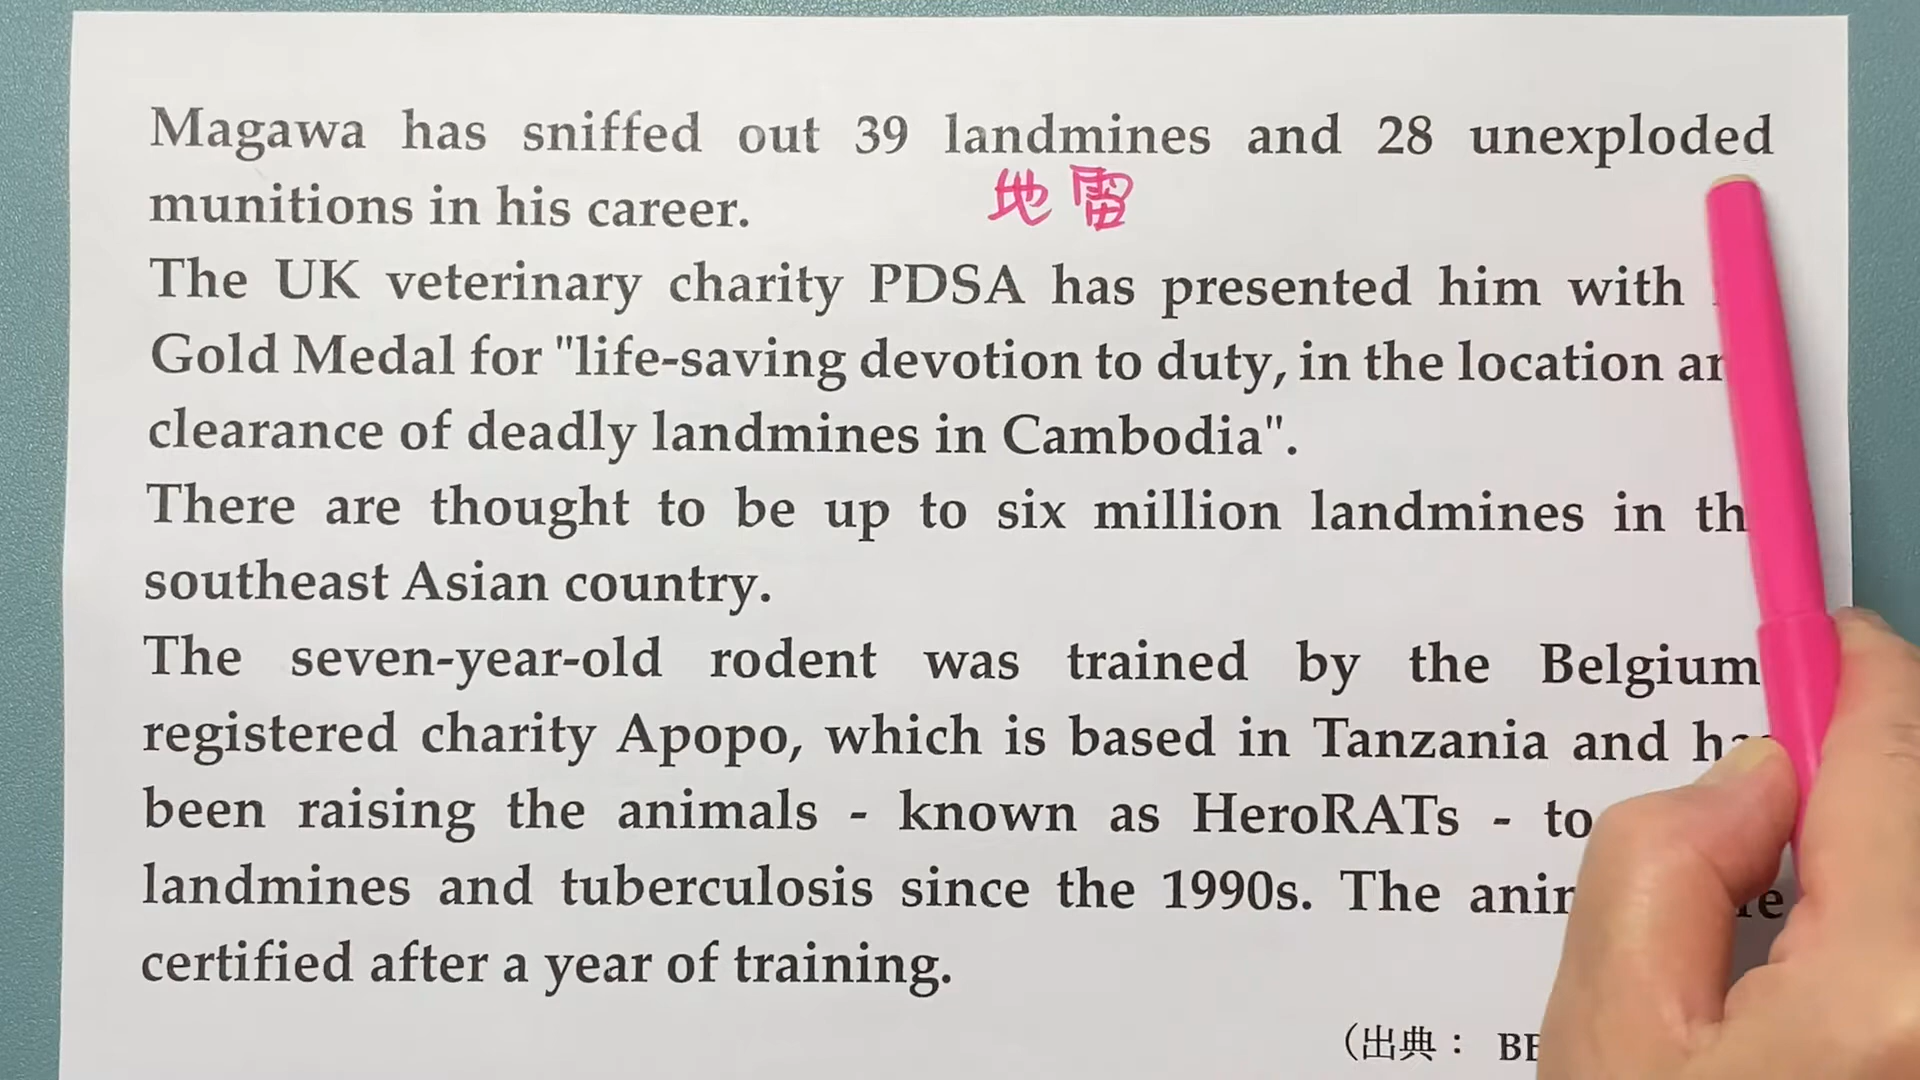 Magawa has sniffed out 39 landmines and 28 unexploded
地雷
munitions in his career.
The UK veterinary charity PDSA has presented him with
Gold Medal for "life-saving devotion to duty, in the location
clearance of deadly landmines in Cambodia".
There are thought to be up to six million landmines in
southeast Asian country.
The seven-year-old rodent was trained by the Belgium
registered charity Apopo, which is based in Tanzania and
been raising the animals - known as HeroRATs - to
landmines and tuberculosis since the 1990s. The
certified after a year of training.
(出典: